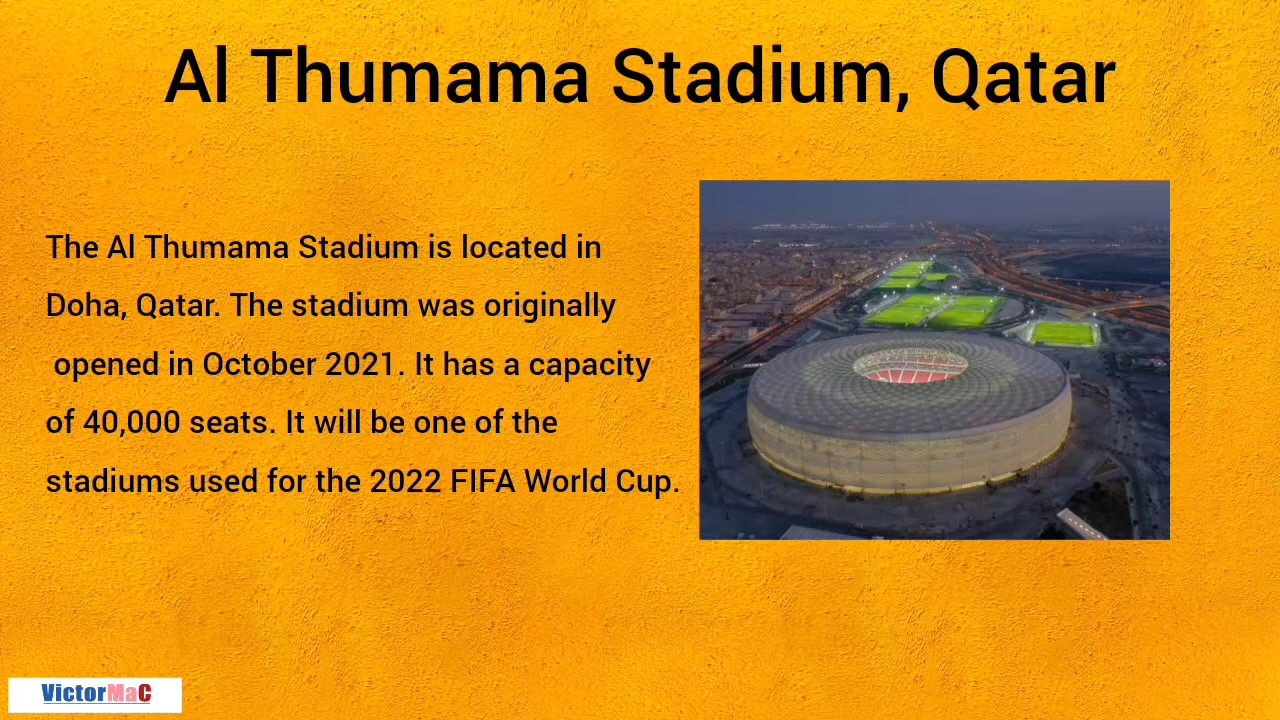 Al Thumama Stadium, Qatar
The Al Thumama Stadium is located in
Doha, Qatar. The stadium was originally
opened in October 2021. It has a capacity
of 40,000 seats. It will be one of the
stadiums used for the 2022 FIFA World Cup.
VictorMaC